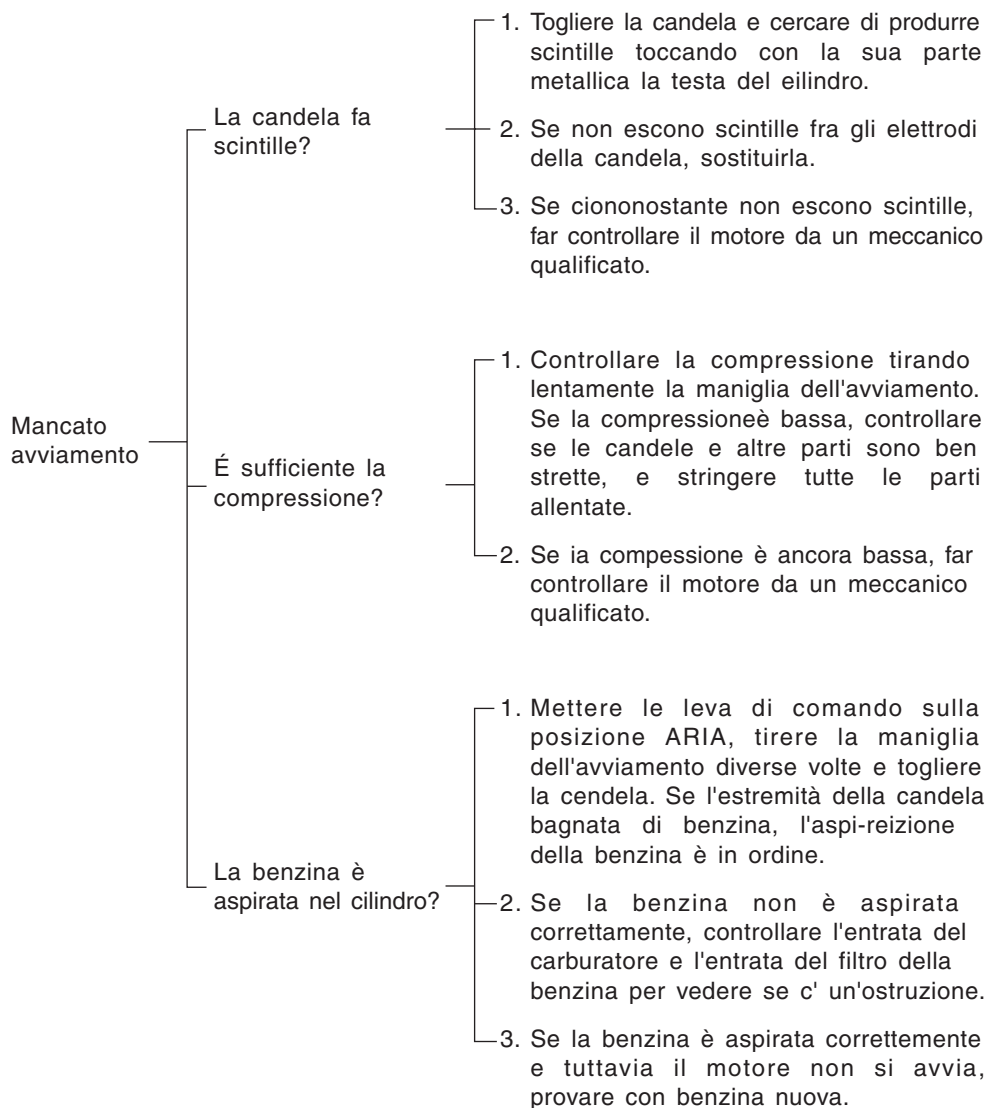 Mancato
avviamento
La candela fa
scintille?
1. Togliere la candela e cercare di produrre
scintille toccando con la sua parte
metallica la testa del eilindro.
2. Se non escono scintille fra gli elettrodi
della candela, sostituirla.
3. Se ciononostante non escono scintille,
far controllare il motore da un meccanico
qualificato.
É sufficiente la
compressione?
1. Controllare la compressione tirando
lentamente la maniglia dell'avviamento.
Se la compressioneè bassa, controllare
se le candele e altre parti sono ben
strette, e stringere tutte le parti
allentate.
2. Se ia compessione è ancora bassa, far
controllare il motore da un meccanico
qualificato.
La benzina è
aspirata nel cilindro?
1. Mettere le leva di comando sulla
posizione ARIA, tirere la maniglia
dell'avviamento diverse volte e togliere
la cendela. Se l'estremità della candela
bagnata di benzina, l'aspi-reizione
della benzina è in ordine.
2. Se la benzina non è aspirata
correttamente, controllare l'entrata del
carburatore e l'entrata del filtro della
benzina per vedere se c' un'ostruzione.
3. Se la benzina è aspirata correttemente
e tuttavia il motore non si avvia,
provare con benzina nuova.